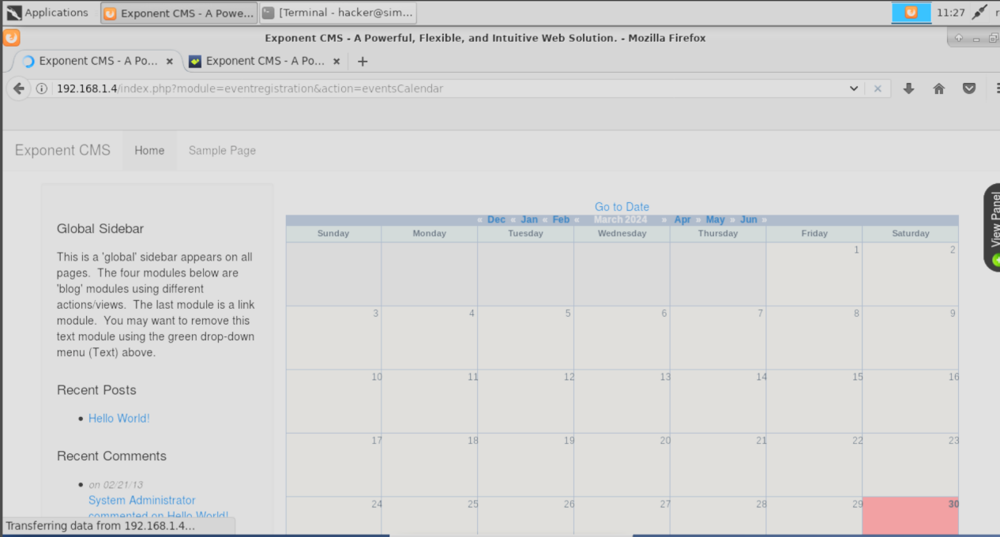 Applications
Exponent CMS - A Powe...
[Terminal - hacker@sim...
11:27
Exponent CMS - A Powerful, Flexible, and Intuitive Web Solution. - Mozilla Firefox
Exponent CMS - A Po...
Exponent CMS - A Po...
192.168.1.4/index.php?module=eventregistration&action=eventsCalendar
Exponent CMS
Home
Sample Page
View Panel
Global Sidebar
This is a 'global' sidebar appears on all
pages. The four modules below are
'blog' modules using different
actions/views. The last module is a link
module. You may want to remove this
text module using the green drop-down
menu (Text) above.
Recent Posts
• Hello World!
Recent Comments
• on 02/21/13
System Administrator
commented on Hello World!
Go to Date
« Dec « Jan « Feb « March 2024 » Apr » May » Jun »
Sunday Monday Tuesday Wednesday Thursday Friday Saturday
1 2
3 4 5 6 7 8 9
10 11 12 13 14 15 16
17 18 19 20 21 22 23
24 25 26 27 28 29 30
Transferring data from 192.168.1.4...